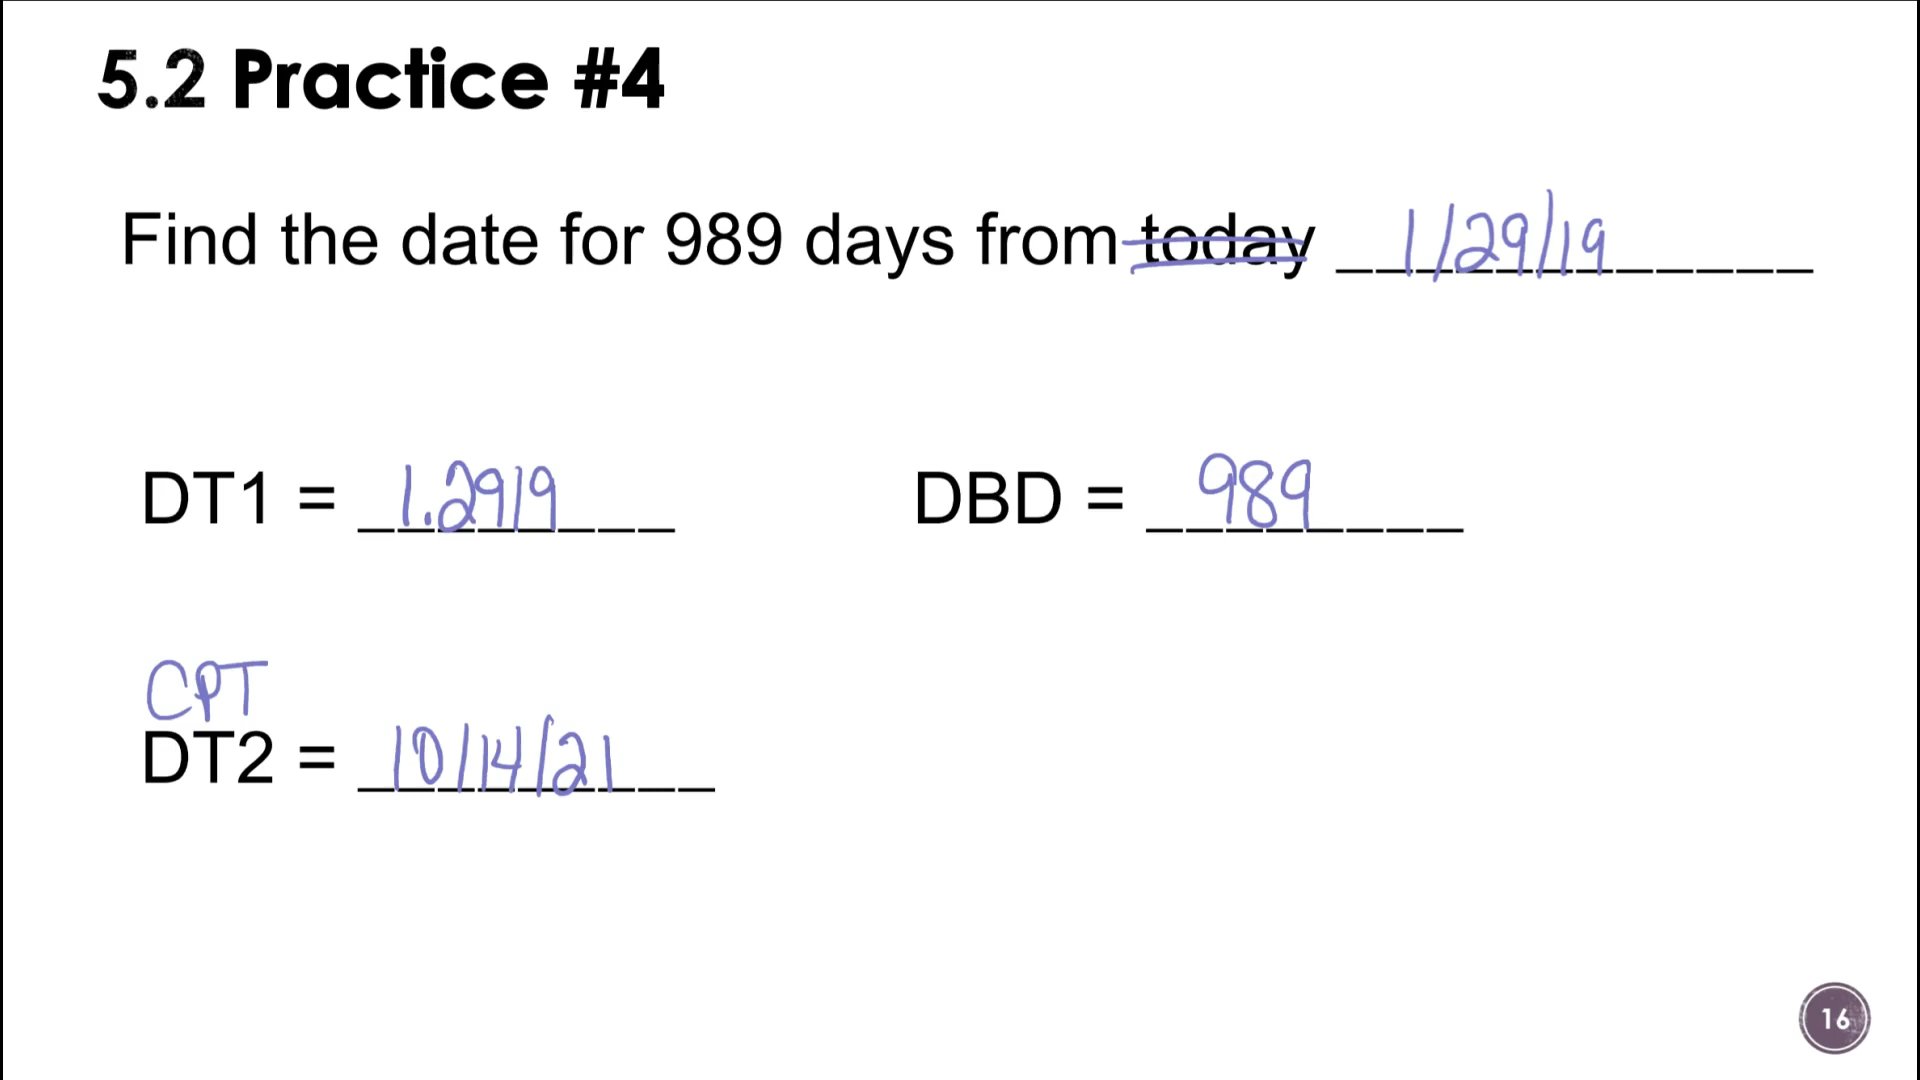 5.2 Practice #4
Find the date for 989 days from today 1/29/19
DT1 = 1.2919 DBD = 989
CPT
DT2 = 10/14/21
16